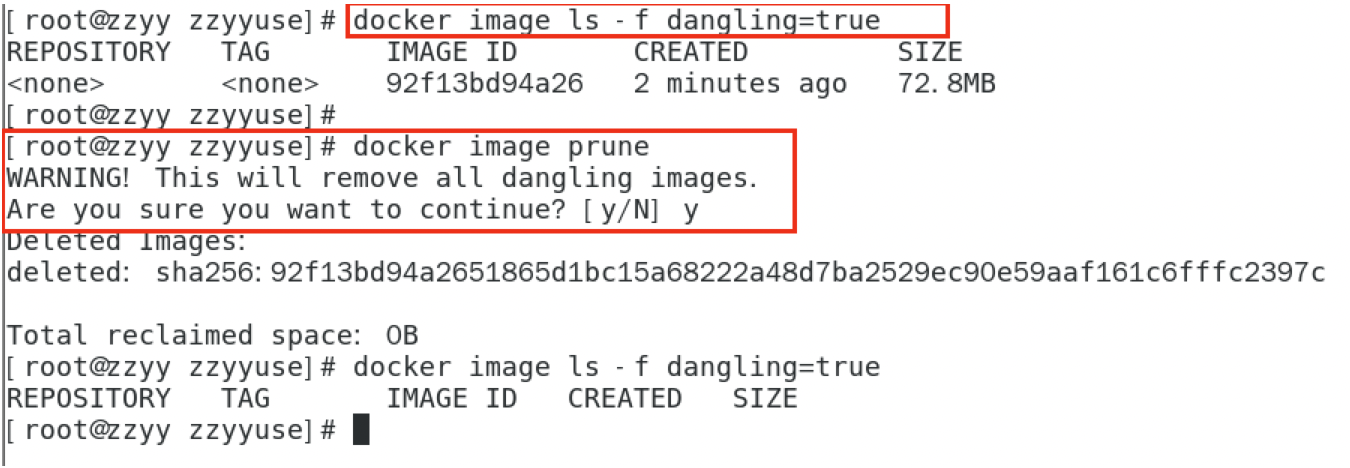 [root@zzyy zzyyuse]# docker image ls -f dangling=true
REPOSITORY   TAG       IMAGE ID       CREATED         SIZE
<none>       <none>    92f13bd94a26   2 minutes ago   72.8MB
[root@zzyy zzyyuse]#
[root@zzyy zzyyuse]# docker image prune
WARNING! This will remove all dangling images.
Are you sure you want to continue? [y/N] y
Deleted Images:
deleted: sha256:92f13bd94a2651865d1bc15a68222a48d7ba2529ec90e59aaf161c6fffc2397c
Total reclaimed space: 0B
[root@zzyy zzyyuse]# docker image ls -f dangling=true
REPOSITORY   TAG       IMAGE ID   CREATED   SIZE
[root@zzyy zzyyuse]#